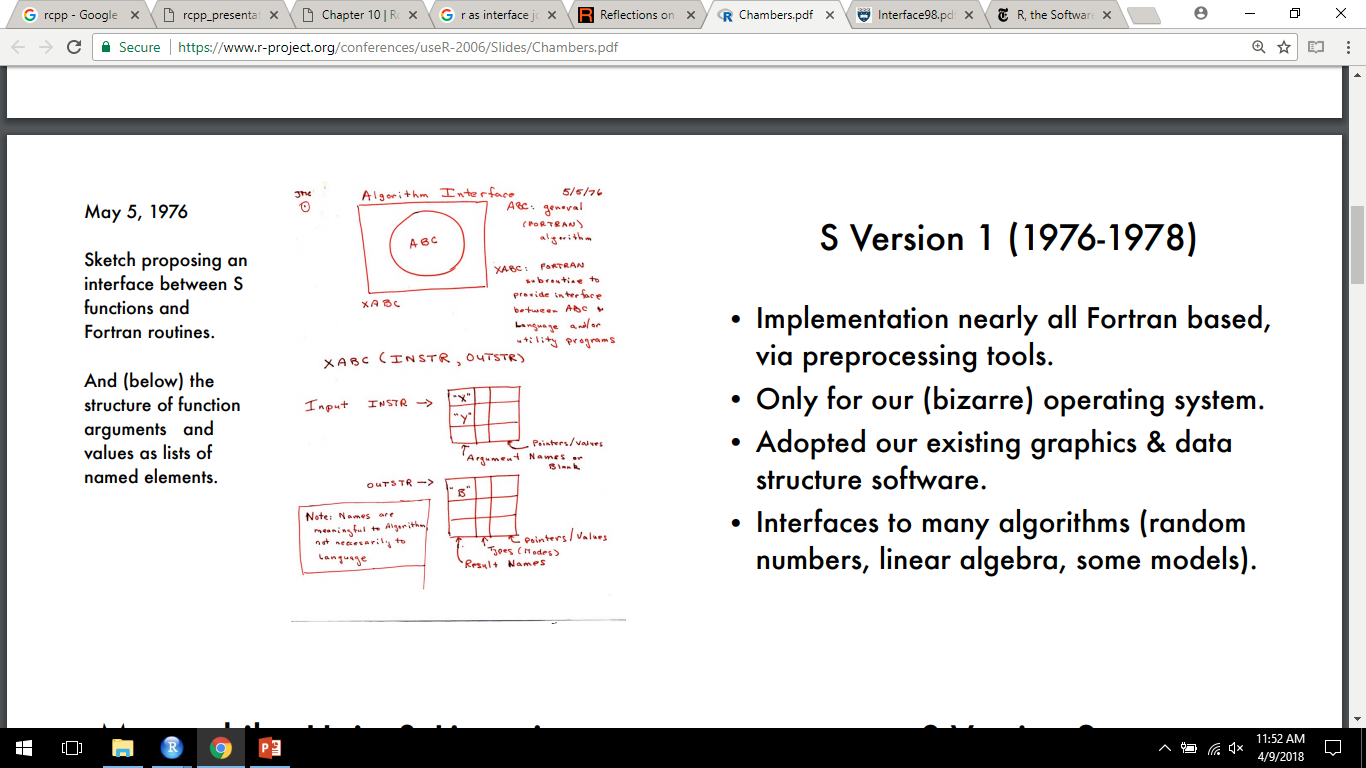 rcpp - Google
rcpp_presentat
Chapter 10 | R
r as interface jo
Reflections on
Chambers.pdf
Interface98.pdf
R, the Software
Secure | https://www.r-project.org/conferences/useR-2006/Slides/Chambers.pdf
May 5, 1976
Sketch proposing an
interface between S
functions and
Fortran routines.
And (below) the
structure of function
arguments and
values as lists of
named elements.
Algorithm Interface
5/5/76
ABC
XABC
ABC: general
(FORTRAN)
algorithm
XABC: FORTRAN
subroutine to
provide interface
between ABC &
Language and/or
utility programs
XABC (INSTR, OUTSTR)
Input INSTR →
"X"
"Y"
Pointers/Values
Argument Names or
Blank
OUTSTR →
"B"
Pointers/Values
Types (Modes)
Result Names
Note: Names are
meaningful to Algorithm,
not necessarily to
Language
S Version 1 (1976-1978)
• Implementation nearly all Fortran based,
via preprocessing tools.
• Only for our (bizarre) operating system.
• Adopted our existing graphics & data
structure software.
• Interfaces to many algorithms (random
numbers, linear algebra, some models).
11:52 AM
4/9/2018